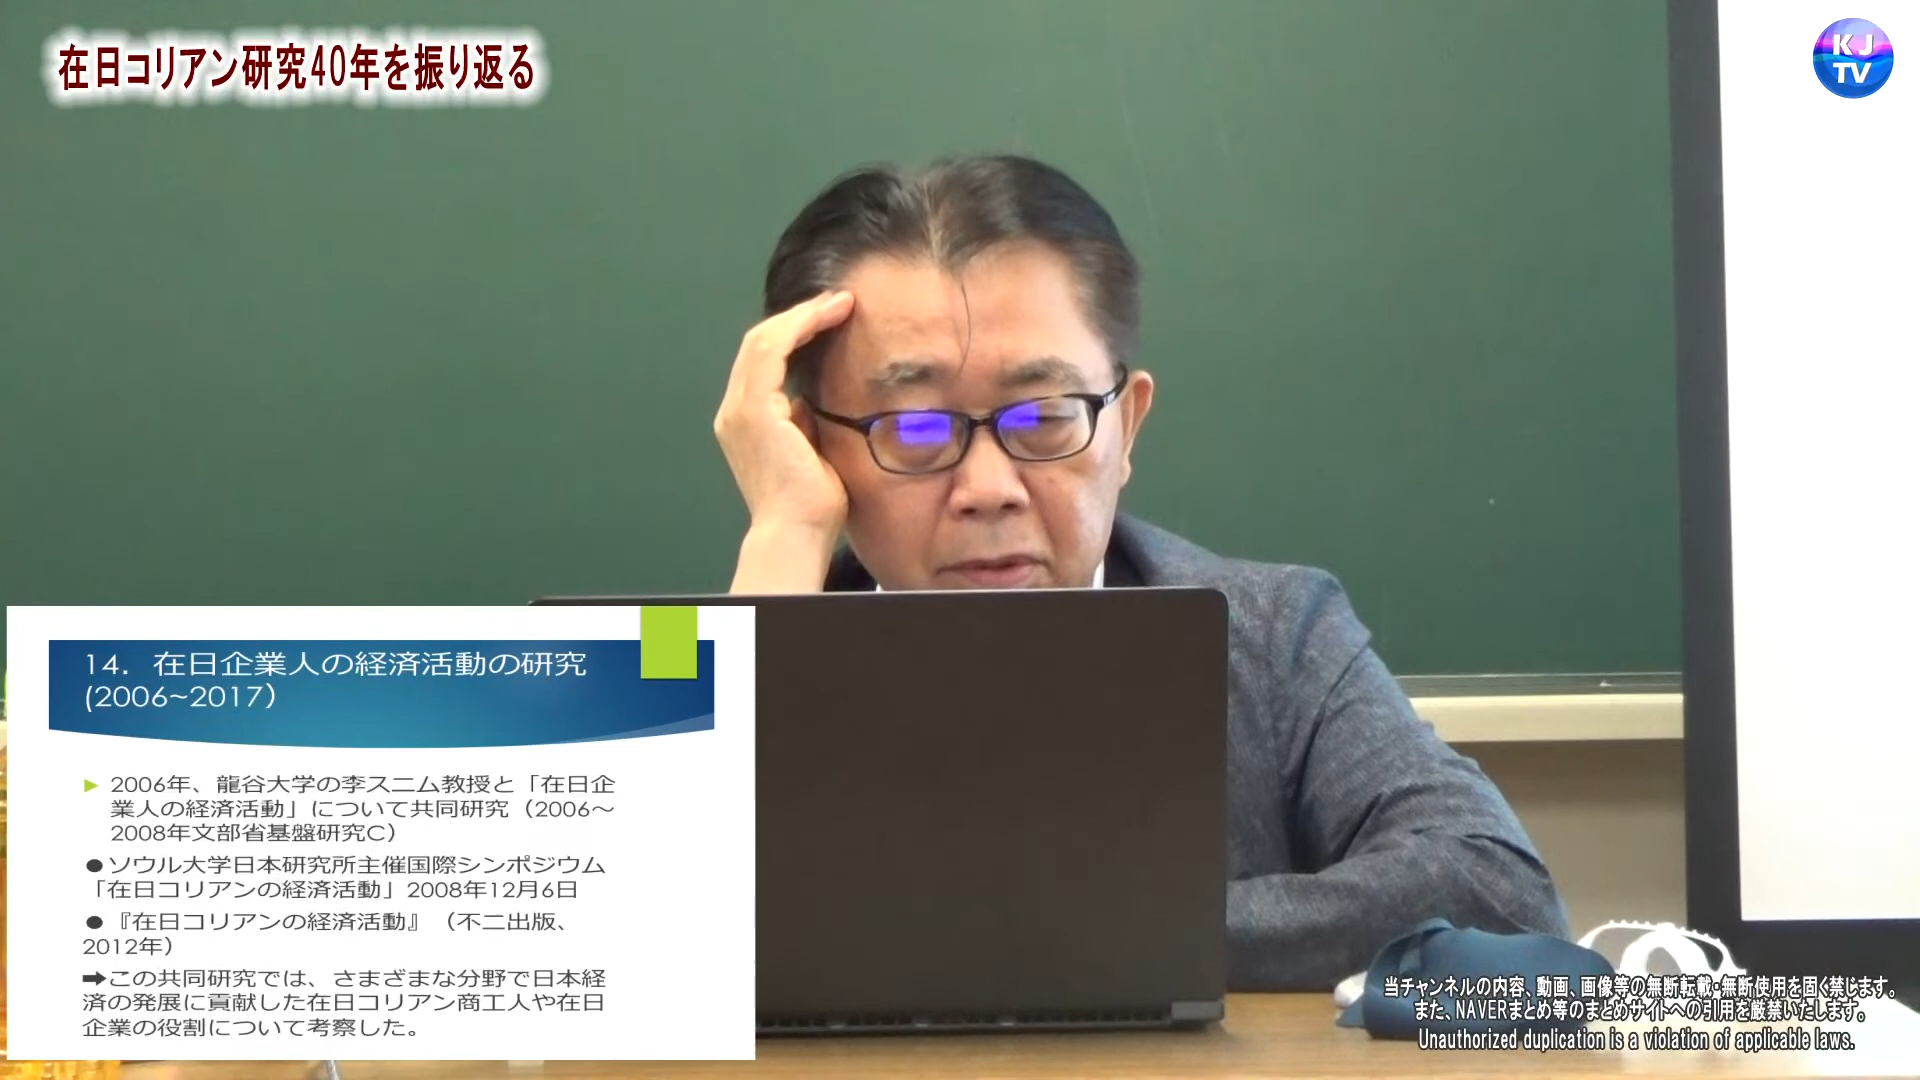 在日コリアン研究40年を振り返る
KJ
TV
14. 在日企業人の経済活動の研究
(2006~2017)
2006年、龍谷大学の李スニム教授と「在日企
業人の経済活動」について共同研究（2006～
2008年文部省基盤研究C）
●ソウル大学日本研究所主催国際シンポジウム
「在日コリアンの経済活動」2008年12月6日
●『在日コリアンの経済活動』（不二出版、
2012年）
➡この共同研究では、さまざまな分野で日本経
済の発展に貢献した在日コリアン商工人や在日
企業の役割について考察した。
当チャンネルの内容、動画、画像等の無断転載・無断使用を固く禁じます。
また、NAVERまとめ等のまとめサイトへの引用を厳禁いたします。
Unauthorized duplication is a violation of applicable laws.